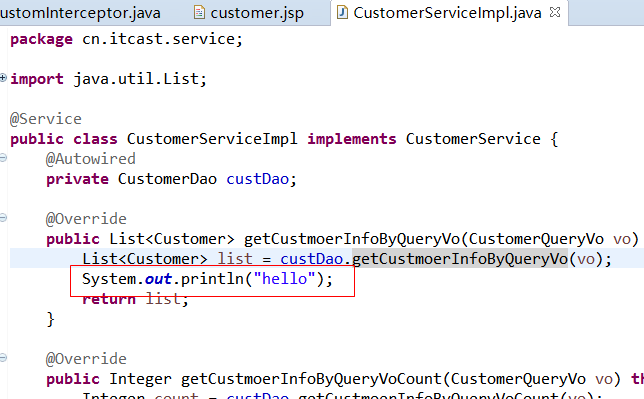 ustomInterceptor.java customer.jsp CustomerServiceImpl.java
package cn.itcast.service;
import java.util.List;
@Service
public class CustomerServiceImpl implements CustomerService {
@Autowired
private CustomerDao custDao;
@Override
public List<Customer> getCustmoerInfoByQueryVo(CustomerQueryVo vo)
List<Customer> list = custDao.getCustmoerInfoByQueryVo(vo);
System.out.println("hello");
return list;
}
@Override
public Integer getCustmoerInfoByQueryVoCount(CustomerQueryVo vo) th
Integer count = custDao.getCustmoerInfoByQueryVoCount(vo);